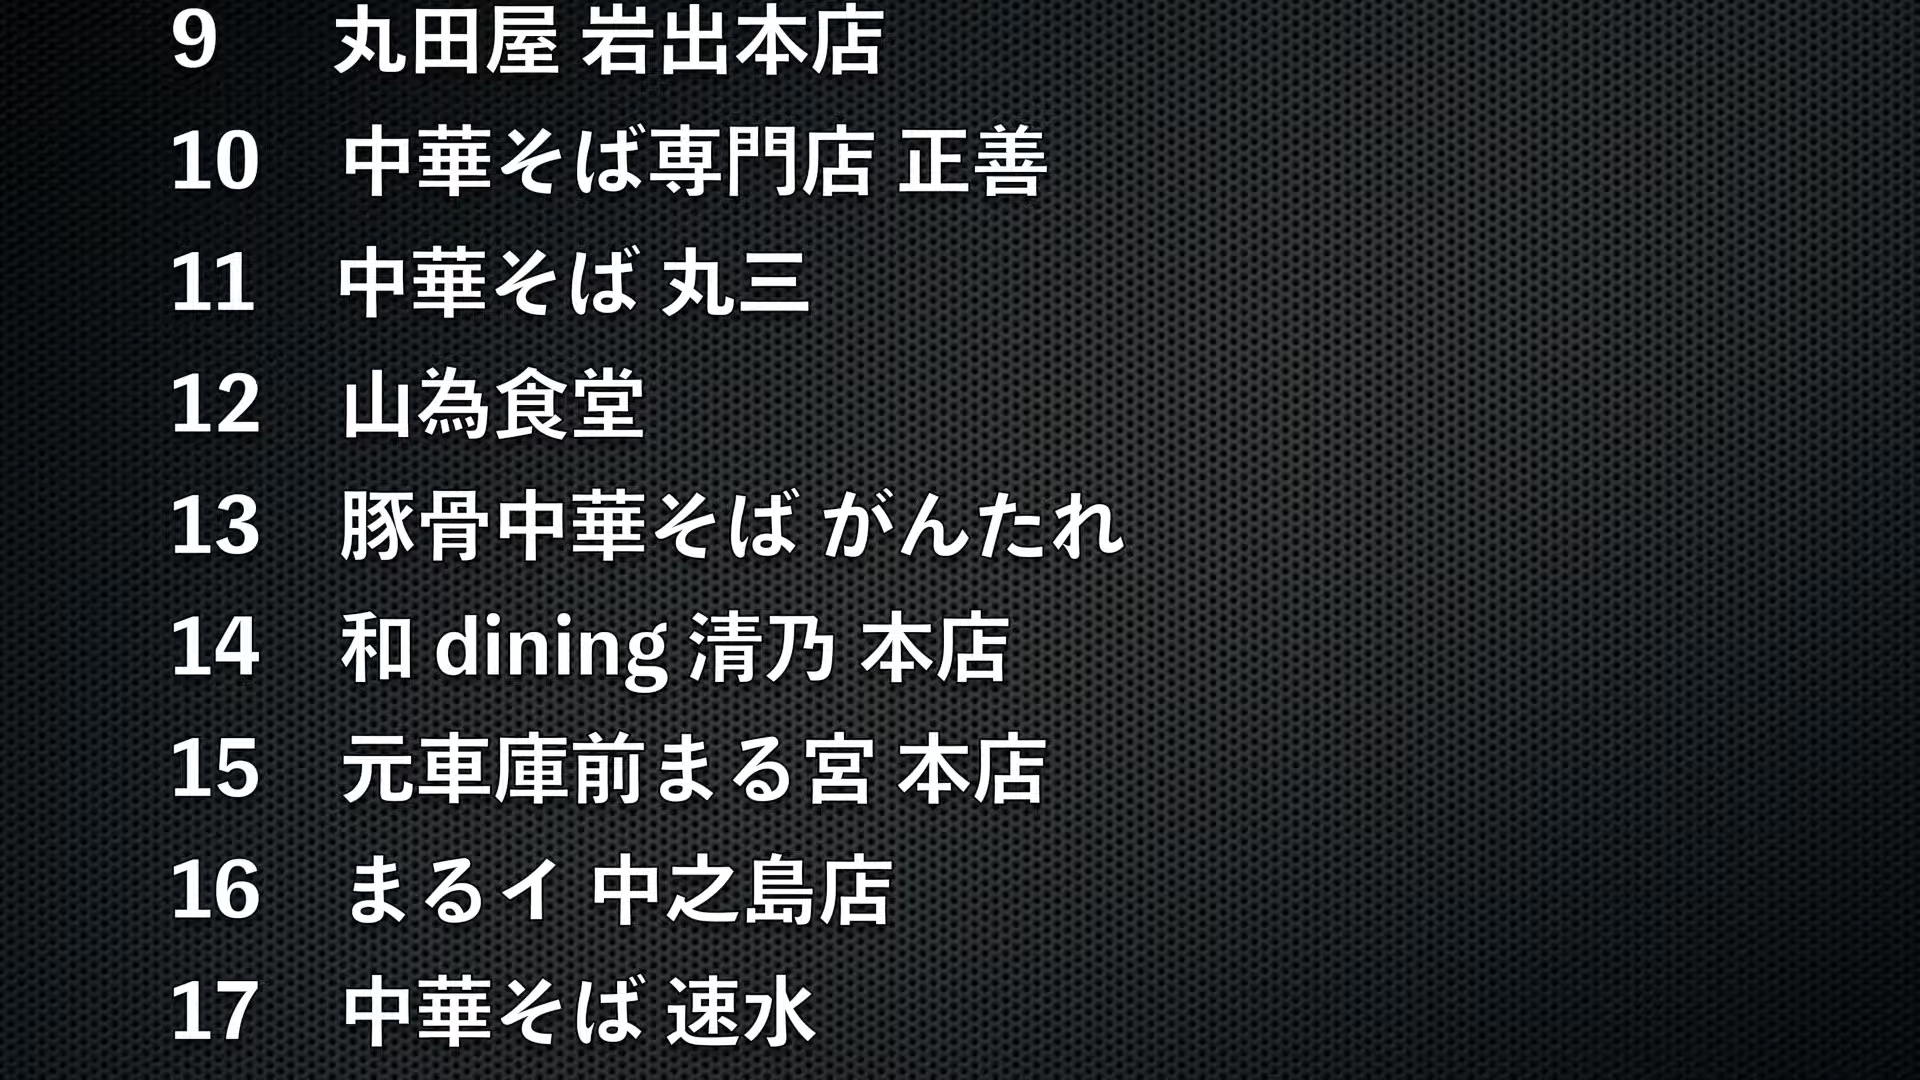 9 丸田屋 岩出本店
10 中華そば専門店 正善
11 中華そば 丸三
12 山為食堂
13 豚骨中華そば がんたれ
14 和 dining 清乃 本店
15 元車庫前まる宮 本店
16 まるイ 中之島店
17 中華そば 速水